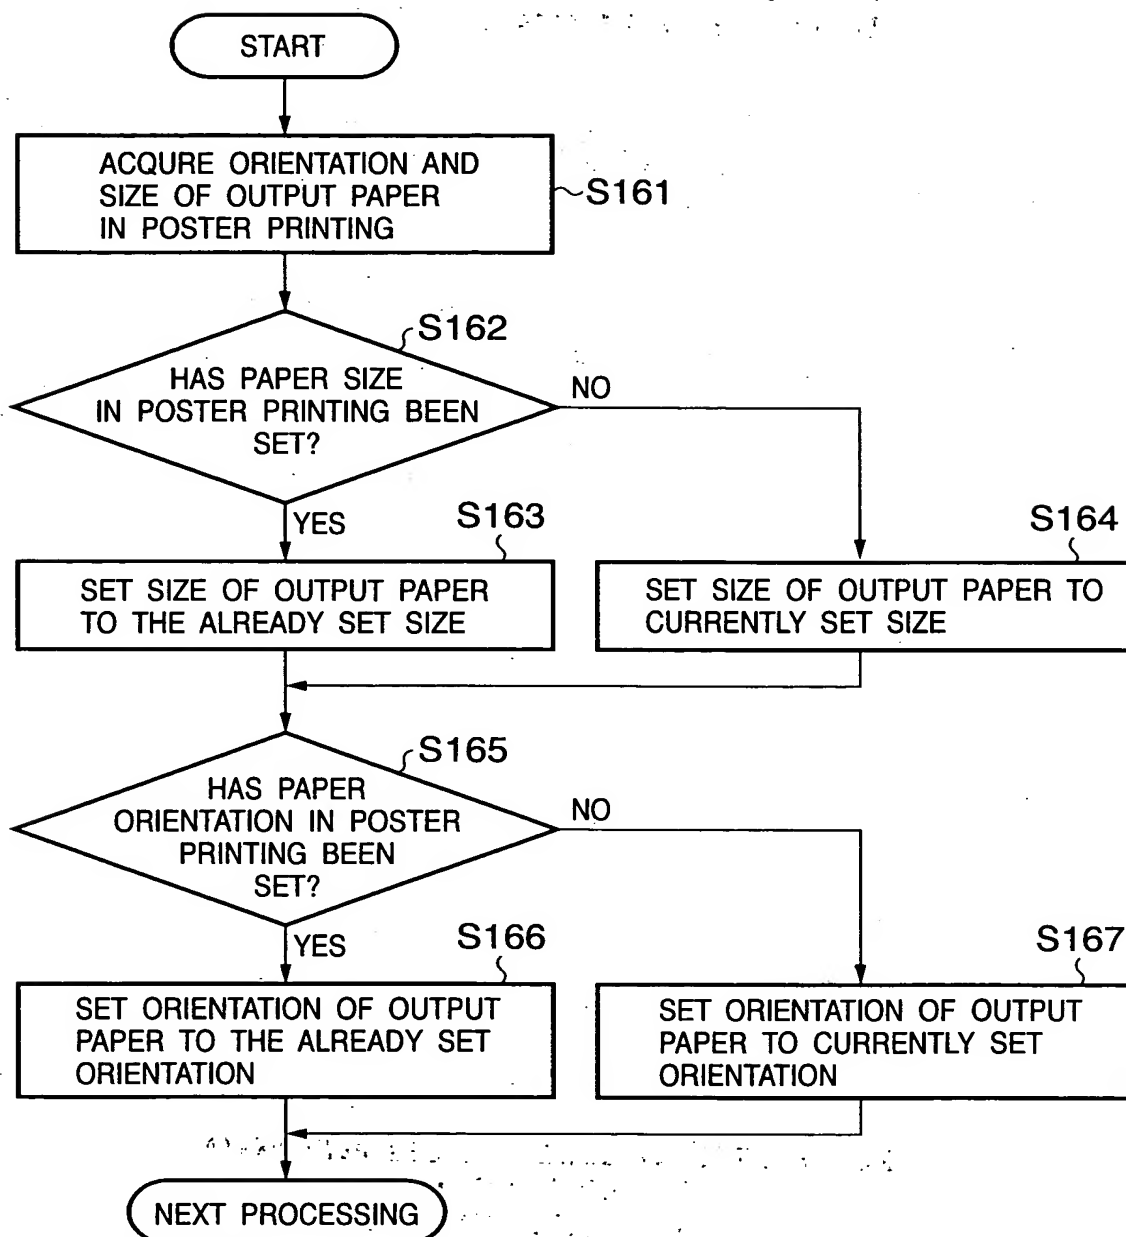 START
ACQURE ORIENTATION AND
SIZE OF OUTPUT PAPER
IN POSTER PRINTING
S161
S162
HAS PAPER SIZE
IN POSTER PRINTING BEEN
SET?
NO
YES
S163
S164
SET SIZE OF OUTPUT PAPER
TO THE ALREADY SET SIZE
SET SIZE OF OUTPUT PAPER TO
CURRENTLY SET SIZE
S165
HAS PAPER
ORIENTATION IN POSTER
PRINTING BEEN
SET?
NO
YES
S166
S167
SET ORIENTATION OF OUTPUT
PAPER TO THE ALREADY SET
ORIENTATION
SET ORIENTATION OF OUTPUT
PAPER TO CURRENTLY SET
ORIENTATION
NEXT PROCESSING